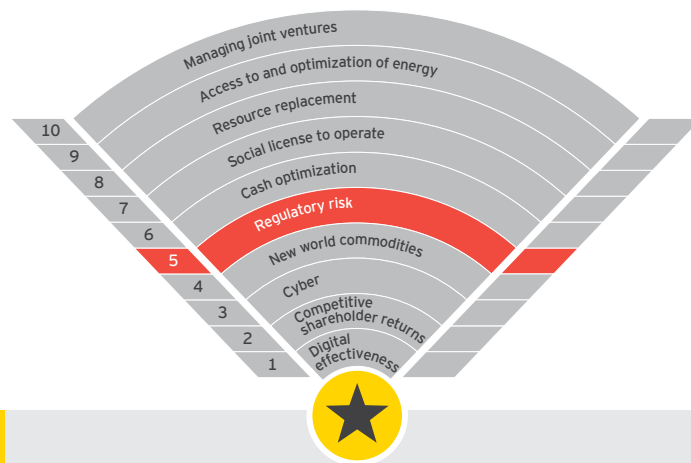 Managing joint ventures
Access to and optimization of energy
10
Resource replacement
9
Social license to operate
8
Cash optimization
7
Regulatory risk
6
New world commodities
5
Cyber
4
Competitive
shareholder returns
3
Digital
effectiveness
2
1